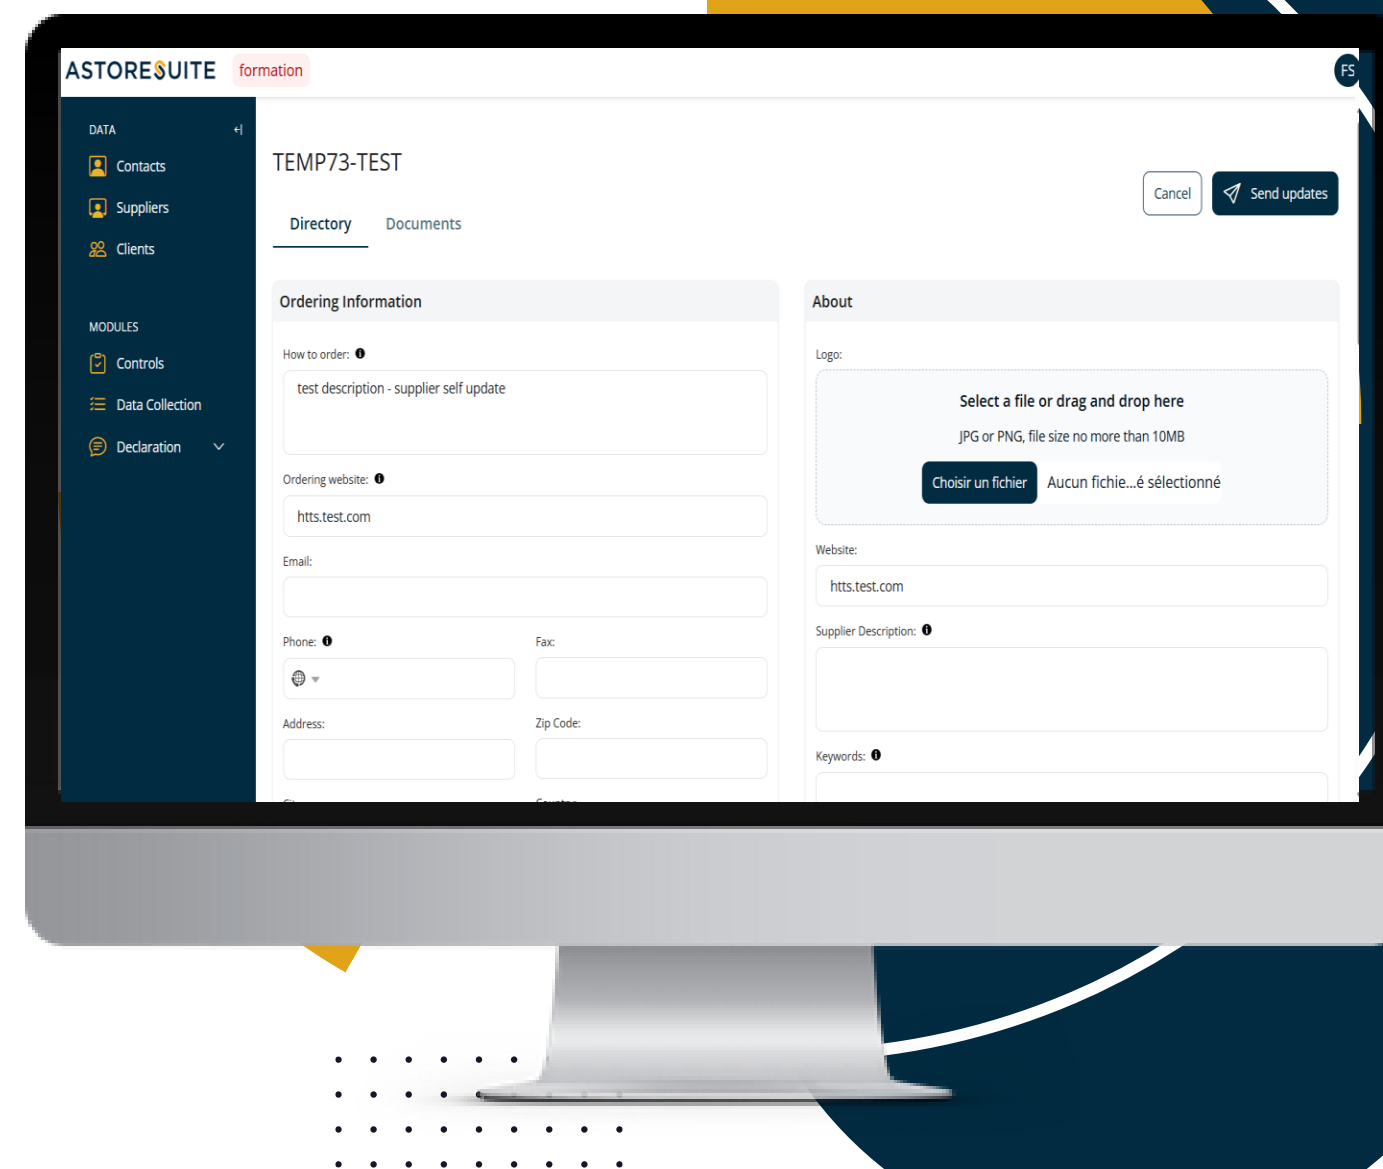 ASTORESUITE formation
FS
DATA
Contacts
Suppliers
Clients
MODULES
Controls
Data Collection
Declaration
TEMP73-TEST
Cancel
Send updates
Directory Documents
Ordering Information
How to order:
test description - supplier self update
Ordering website:
htts.test.com
Email:
Phone: Fax:
Address: Zip Code:
About
Logo:
Select a file or drag and drop here
JPG or PNG, file size no more than 10MB
Choisir un fichier Aucun fichie...é sélectionné
Website:
htts.test.com
Supplier Description:
Keywords: